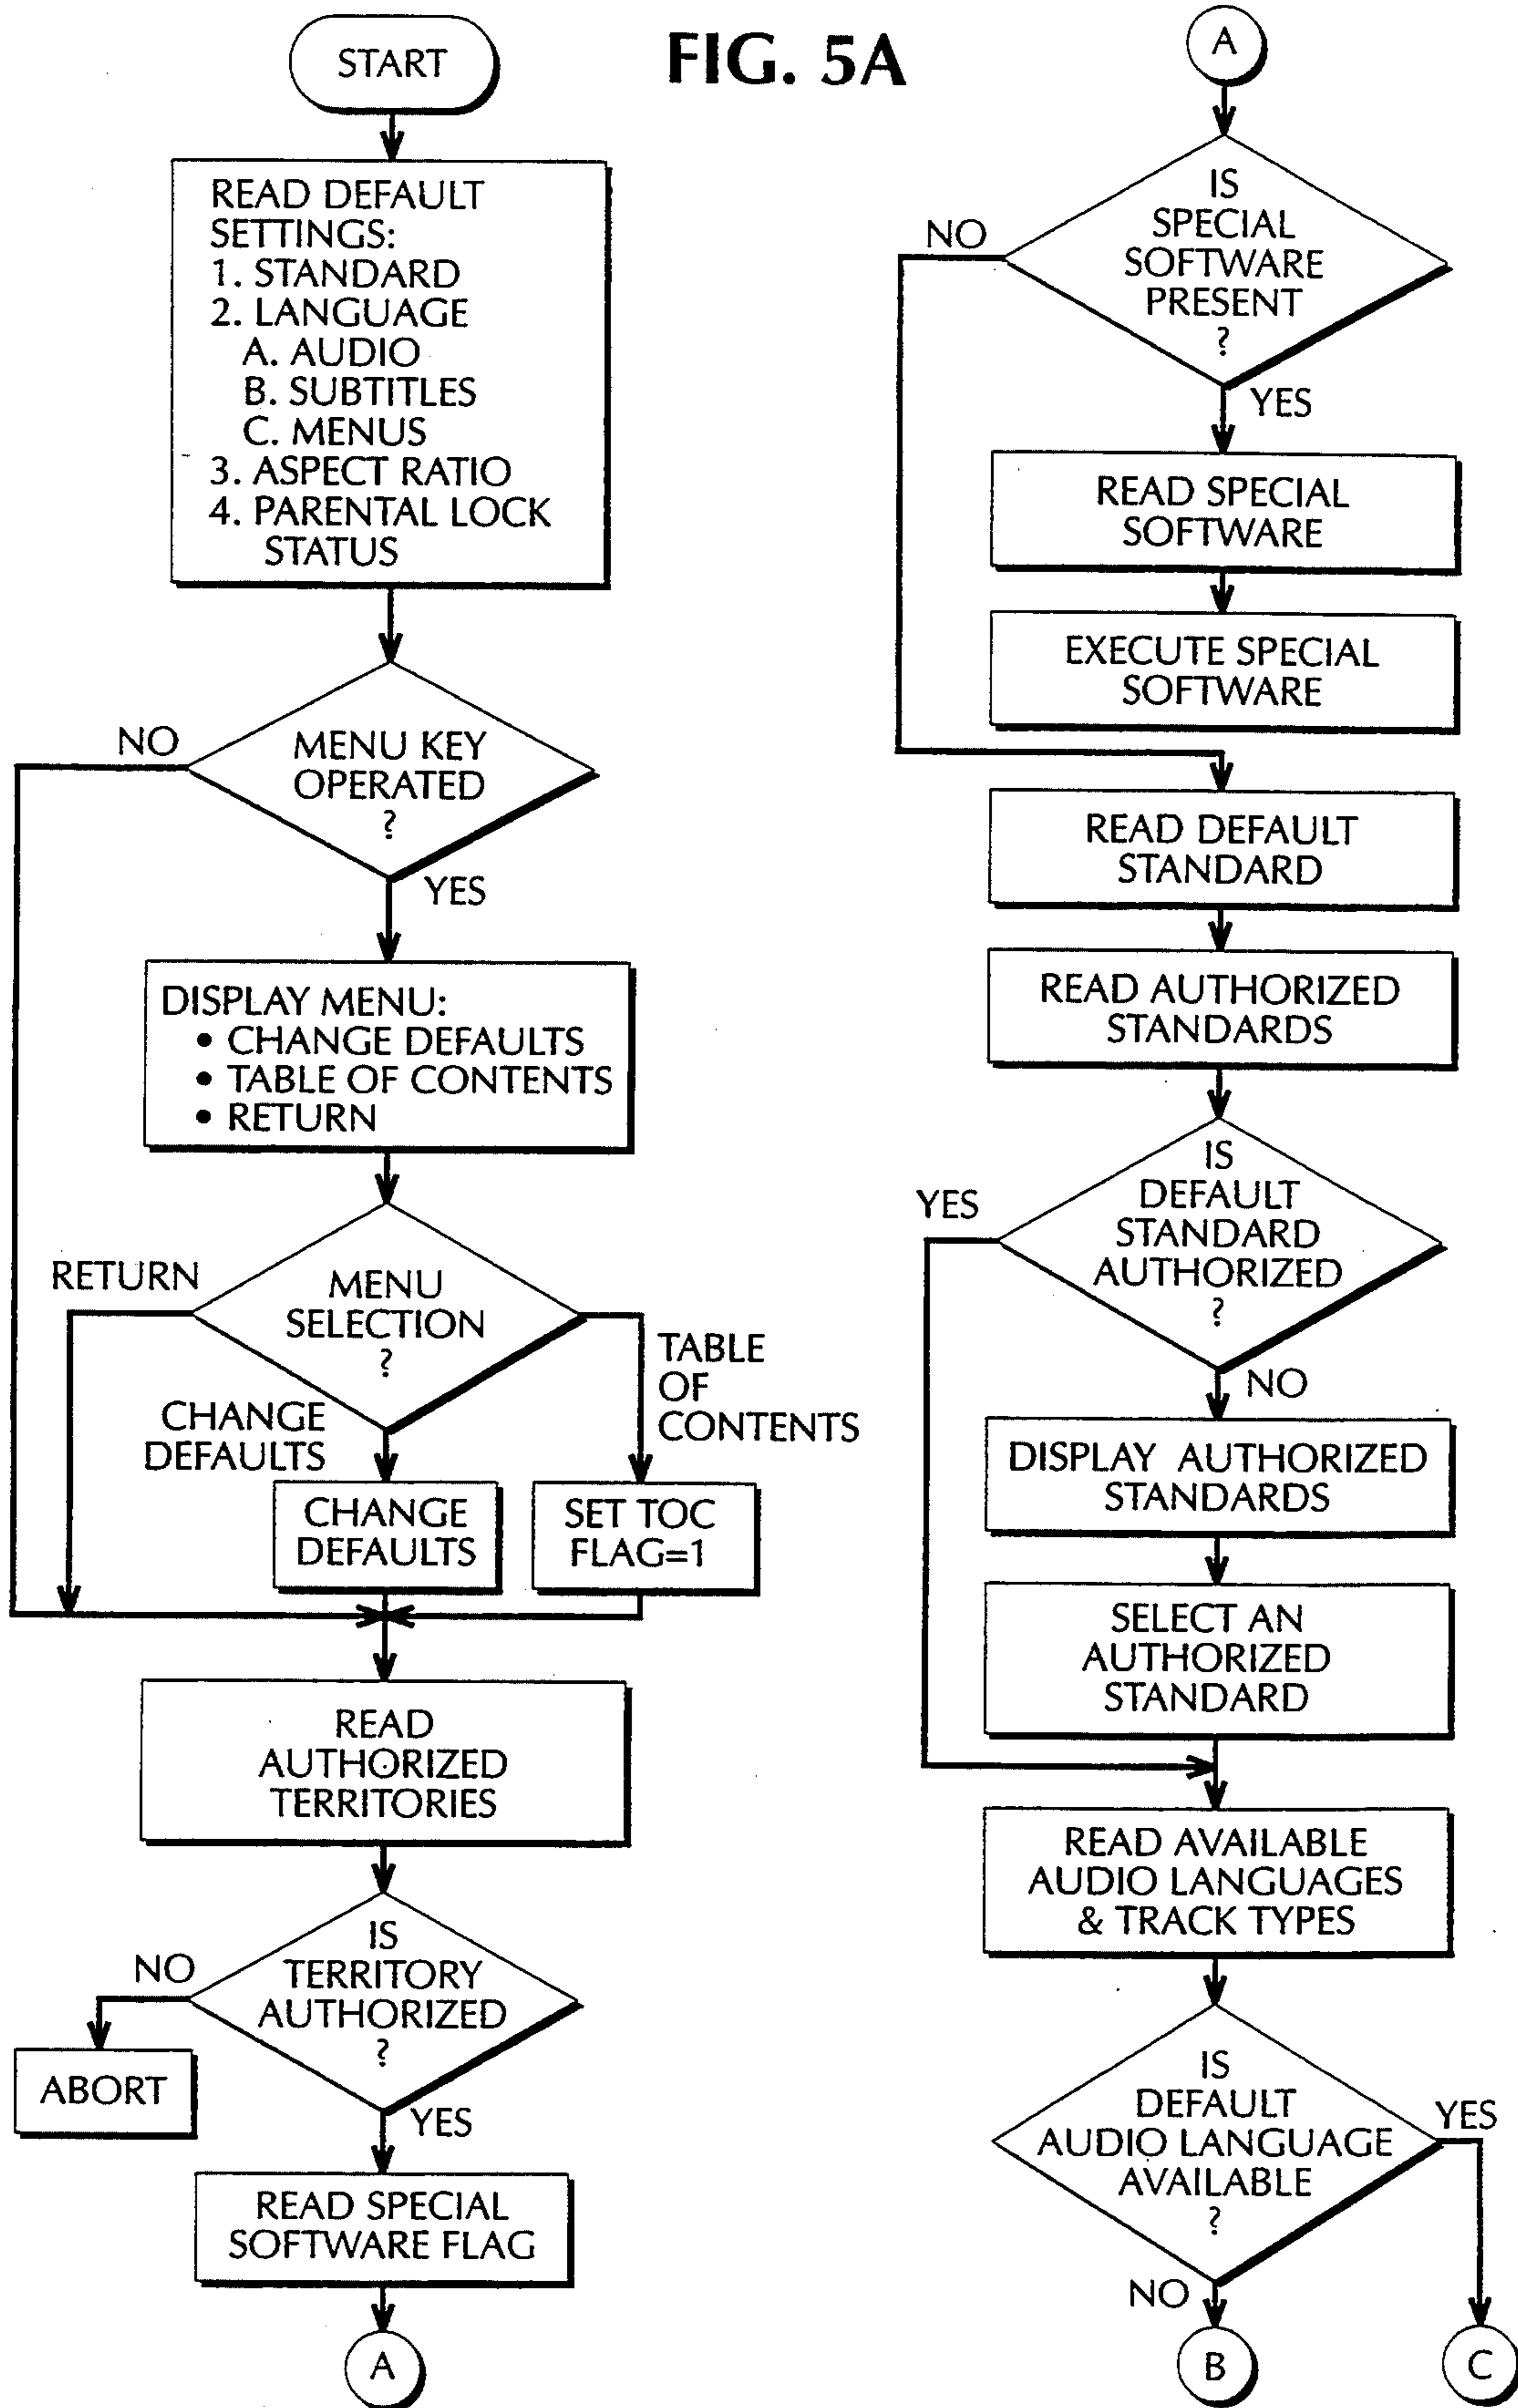 FIG. 5A
START
READ DEFAULT
SETTINGS:
1. STANDARD
2. LANGUAGE
A. AUDIO
B. SUBTITLES
C. MENUS
3. ASPECT RATIO
4. PARENTAL LOCK
STATUS
NO
MENU KEY
OPERATED
?
YES
DISPLAY MENU:
• CHANGE DEFAULTS
• TABLE OF CONTENTS
• RETURN
RETURN
MENU
SELECTION
?
TABLE
OF
CONTENTS
CHANGE
DEFAULTS
CHANGE
DEFAULTS
SET TOC
FLAG=1
READ
AUTHORIZED
TERRITORIES
NO
IS
TERRITORY
AUTHORIZED
?
ABORT
YES
READ SPECIAL
SOFTWARE FLAG
A
A
IS
SPECIAL
SOFTWARE
PRESENT
?
NO
YES
READ SPECIAL
SOFTWARE
EXECUTE SPECIAL
SOFTWARE
READ DEFAULT
STANDARD
READ AUTHORIZED
STANDARDS
YES
IS
DEFAULT
STANDARD
AUTHORIZED
?
NO
DISPLAY AUTHORIZED
STANDARDS
SELECT AN
AUTHORIZED
STANDARD
READ AVAILABLE
AUDIO LANGUAGES
& TRACK TYPES
IS
DEFAULT
AUDIO LANGUAGE
AVAILABLE
?
YES
NO
B
C